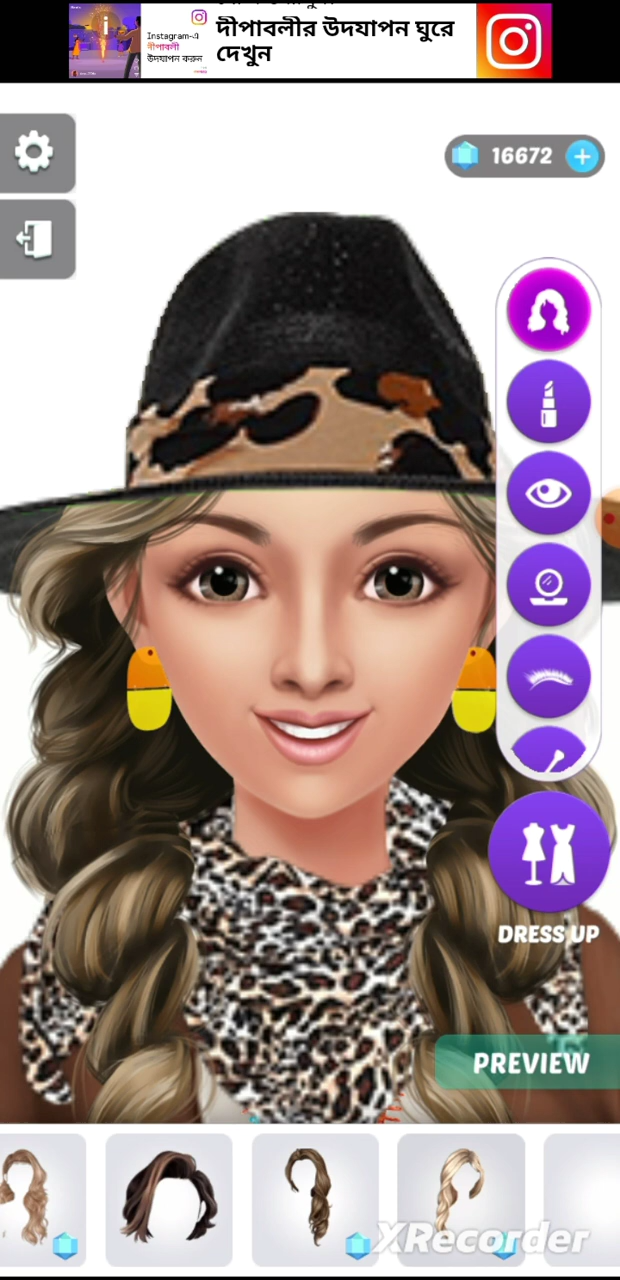 Instagram-এ
দীপাবলী
উদযাপন করুন
দীপাবলীর উদযাপন ঘুরে
দেখুন
16672
DRESS UP
PREVIEW
XRecorder